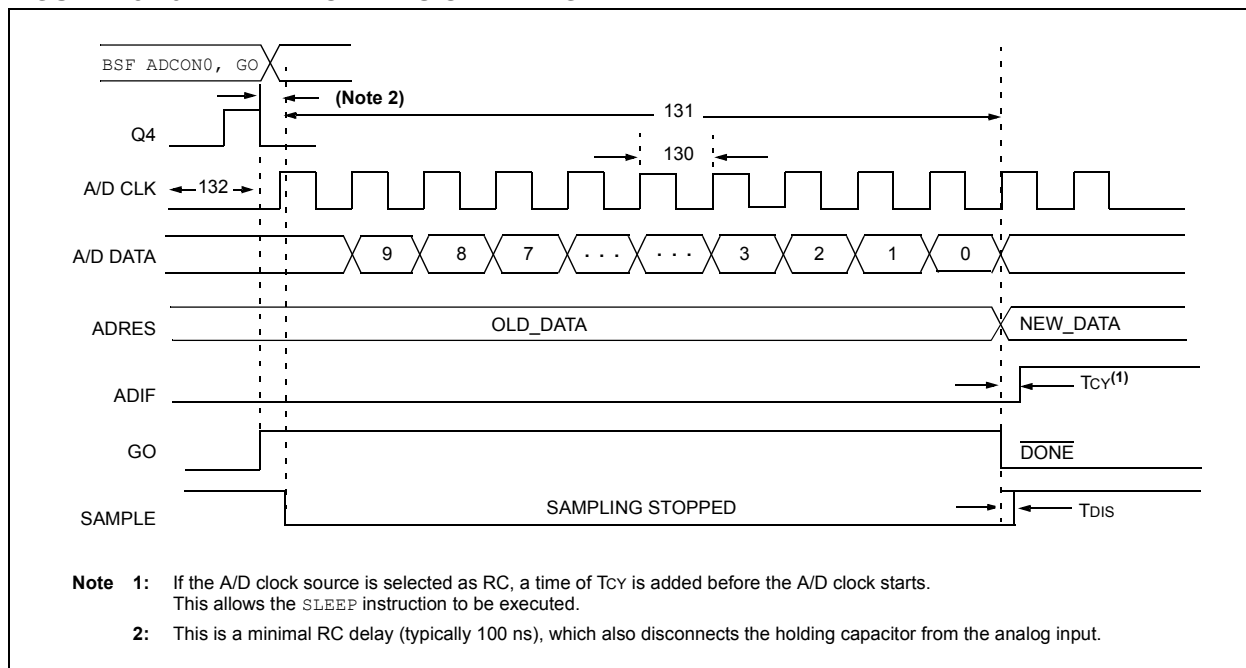 BSF ADCON0, GO
(Note 2)
131
Q4
130
A/D CLK
132
A/D DATA
9 8 7 . . . . . . 3 2 1 0
ADRES
OLD_DATA
NEW_DATA
ADIF
TCY(1)
GO
DONE
SAMPLE
SAMPLING STOPPED
TDIS
Note 1: If the A/D clock source is selected as RC, a time of TCY is added before the A/D clock starts.
This allows the SLEEP instruction to be executed.
2: This is a minimal RC delay (typically 100 ns), which also disconnects the holding capacitor from the analog input.